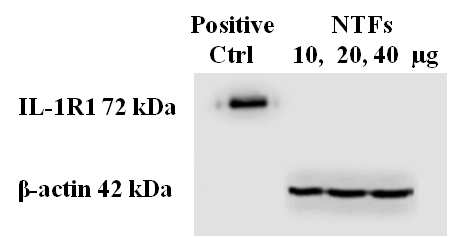 Positive NTFs
Ctrl 10, 20, 40 μg
IL-1R1 72 kDa
β-actin 42 kDa